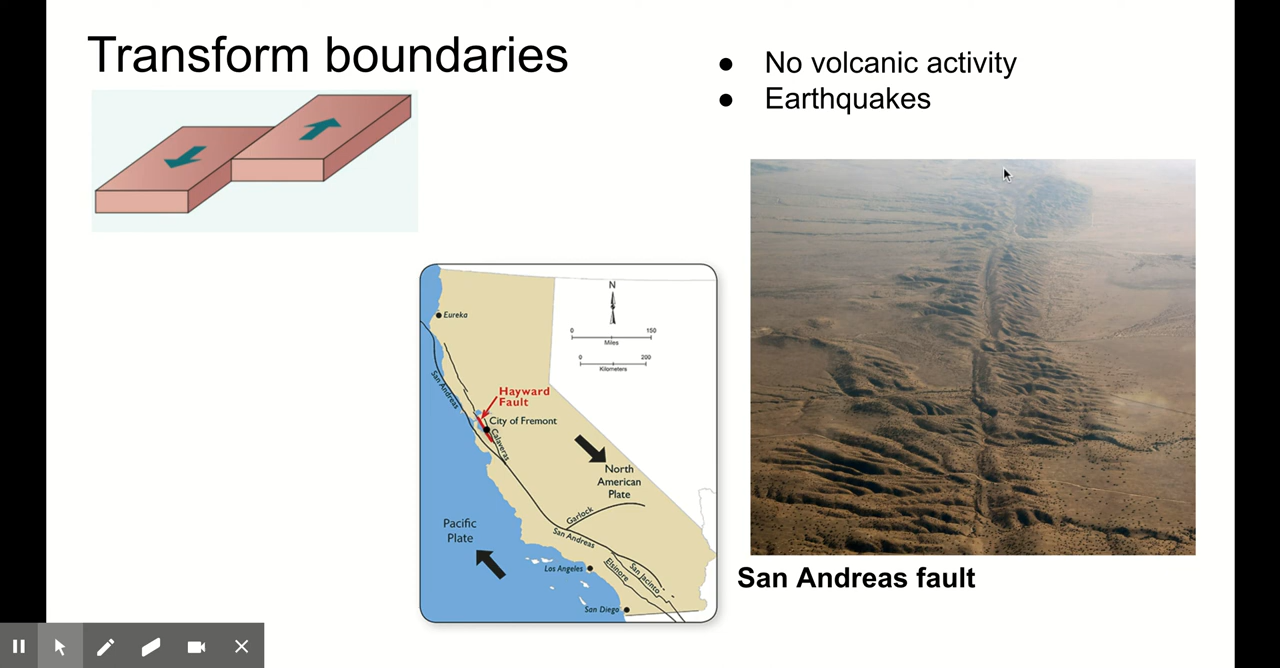 Transform boundaries
● No volcanic activity
● Earthquakes
N
0 150
Miles
0 200
Kilometers
Eureka
San Andreas
Hayward
Fault
City of Fremont
Calaveras
North
American
Plate
Garlock
San Andreas
Pacific
Plate
Los Angeles
Elsinore
San Jacinto
San Diego
San Andreas fault